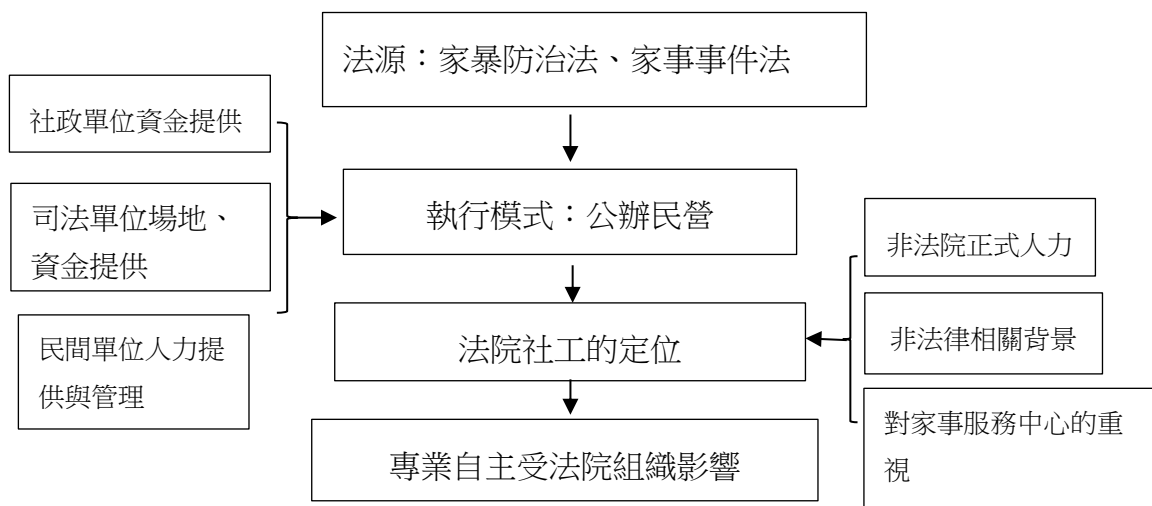 法源：家暴防治法、家事事件法
社政單位資金提供
司法單位場地、
資金提供
民間單位人力提
供與管理
執行模式：公辦民營
法院社工的定位
專業自主受法院組織影響
非法院正式人力
非法律相關背景
對家事服務中心的重
視